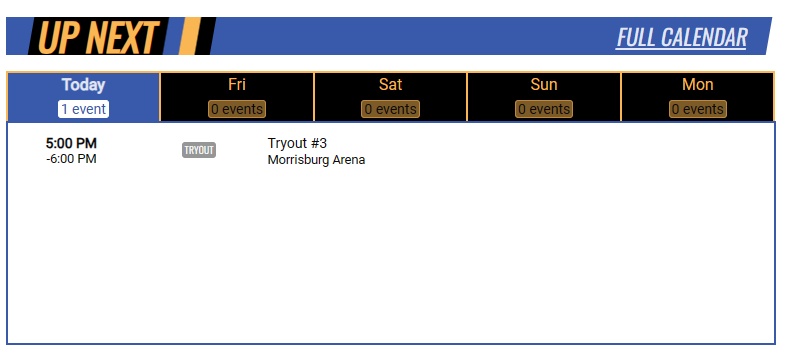 UP NEXT
FULL CALENDAR
Today
1 event
Fri
0 events
Sat
0 events
Sun
0 events
Mon
0 events
5:00 PM
-6:00 PM
TRYOUT
Tryout #3
Morrisburg Arena